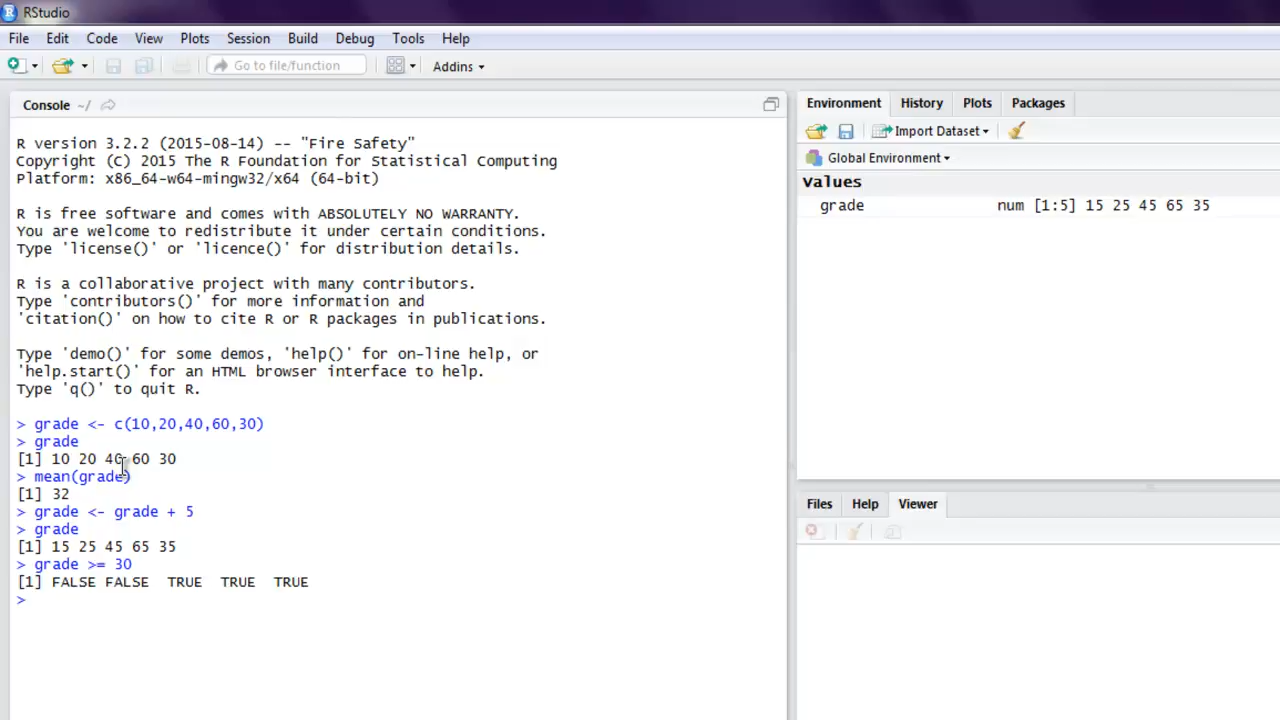 RStudio
File Edit Code View Plots Session Build Debug Tools Help
Go to file/function Addins
Console ~/
R version 3.2.2 (2015-08-14) -- "Fire Safety"
Copyright (C) 2015 The R Foundation for Statistical Computing
Platform: x86_64-w64-mingw32/x64 (64-bit)
R is free software and comes with ABSOLUTELY NO WARRANTY.
You are welcome to redistribute it under certain conditions.
Type 'license()' or 'licence()' for distribution details.
R is a collaborative project with many contributors.
Type 'contributors()' for more information and
'citation()' on how to cite R or R packages in publications.
Type 'demo()' for some demos, 'help()' for on-line help, or
'help.start()' for an HTML browser interface to help.
Type 'q()' to quit R.
> grade <- c(10,20,40,60,30)
> grade
[1] 10 20 40 60 30
> mean(grade)
[1] 32
> grade <- grade + 5
> grade
[1] 15 25 45 65 35
> grade >= 30
[1] FALSE FALSE  TRUE  TRUE  TRUE
>
Environment History Plots Packages
Import Dataset
Global Environment
Values
grade num [1:5] 15 25 45 65 35
Files Help Viewer